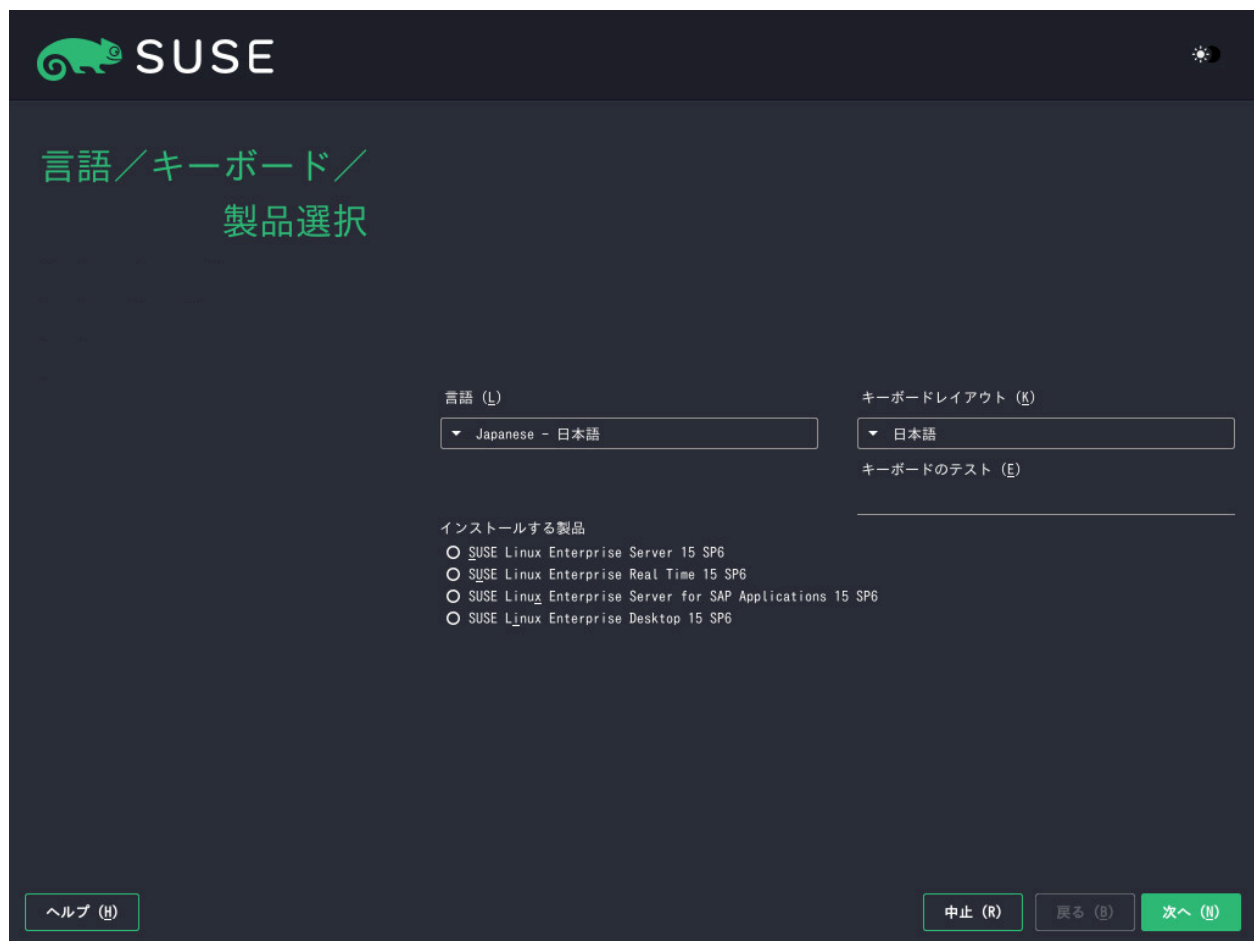 SUSE
言語／キーボード／
製品選択
言語 (L)
キーボードレイアウト (K)
Japanese - 日本語
日本語
キーボードのテスト (E)
インストールする製品
SUSE Linux Enterprise Server 15 SP6
SUSE Linux Enterprise Real Time 15 SP6
SUSE Linux Enterprise Server for SAP Applications 15 SP6
SUSE Linux Enterprise Desktop 15 SP6
ヘルプ (H)
中止 (R)
戻る (B)
次へ (N)